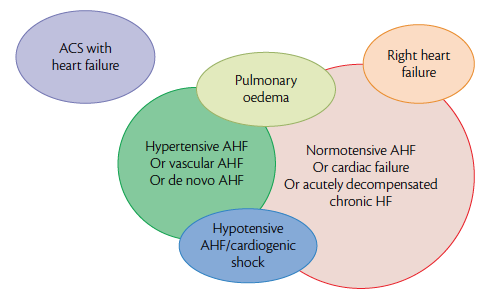 ACS with
heart failure
Pulmonary
oedema
Right heart
failure
Hypertensive AHF
Or vascular AHF
Or de novo AHF
Normotensive AHF
Or cardiac failure
Or acutely decompensated
chronic HF
Hypotensive
AHF/cardiogenic
shock